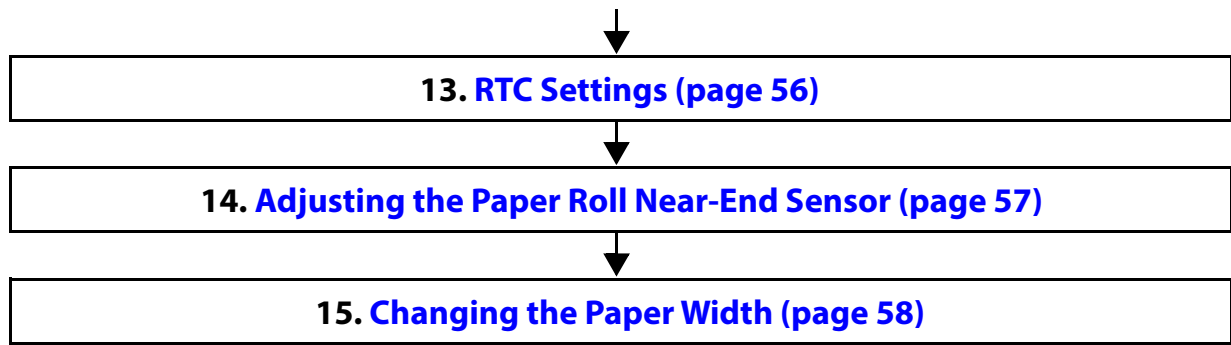 13. RTC Settings (page 56)
14. Adjusting the Paper Roll Near-End Sensor (page 57)
15. Changing the Paper Width (page 58)